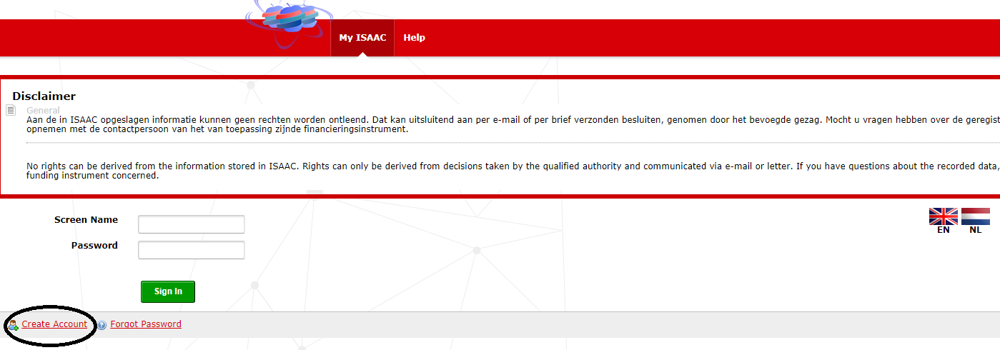 My ISAAC Help
Disclaimer
General
Aan de in ISAAC opgeslagen informatie kunnen geen rechten worden ontleend. Dat kan uitsluitend aan per e-mail of per brief verzonden besluiten, genomen door het bevoegde gezag. Mocht u vragen hebben over de geregist
opnemen met de contactpersoon van het van toepassing zijnde financieringsinstrument.
No rights can be derived from the information stored in ISAAC. Rights can only be derived from decisions taken by the qualified authority and communicated via e-mail or letter. If you have questions about the recorded data,
funding instrument concerned.
Screen Name
EN NL
Password
Sign In
Create Account Forgot Password